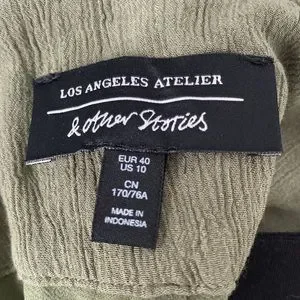 LOS ANGELES ATELIER
& other Stories
EUR 40
US 10
CN
170/76A
MADE IN
INDONESIA